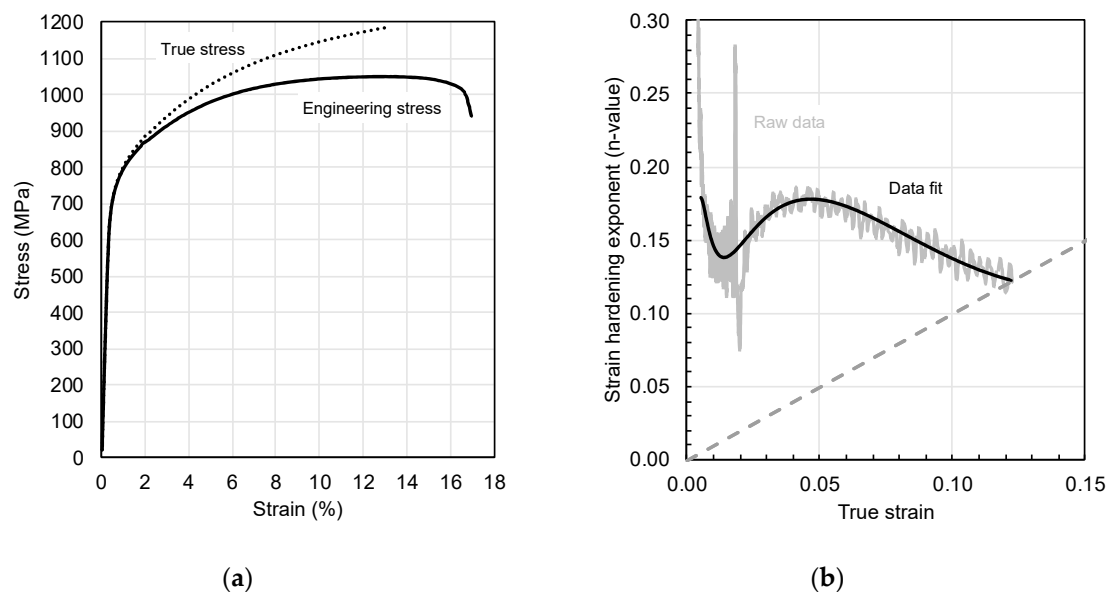 1200
1100
1000
900
800
700
600
500
400
300
200
100
0
Stress (MPa)
True stress
Engineering stress
0 2 4 6 8 10 12 14 16 18
Strain (%)
(a)
0.30
0.25
0.20
0.15
0.10
0.05
0.00
Strain hardening exponent (n-value)
Raw data
Data fit
0.00 0.05 0.10 0.15
True strain
(b)